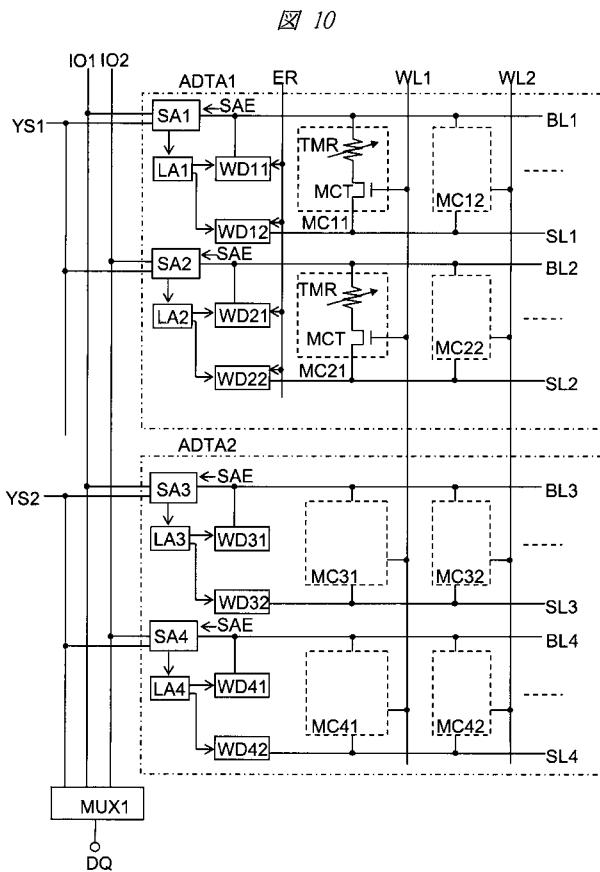 図 10
IO1 IO2 ADTA1 ER WL1 WL2
YS1 SA1 SAE BL1
LA1 WD11 TMR
MCT
WD12 MC11 MC12 SL1
SA2 SAE BL2
LA2 WD21 TMR
MCT
WD22 MC21 MC22 SL2
ADTA2
YS2 SA3 SAE BL3
LA3 WD31
MC31 MC32
WD32 SL3
SA4 SAE BL4
LA4 WD41
MC41 MC42
WD42 SL4
MUX1
DQ